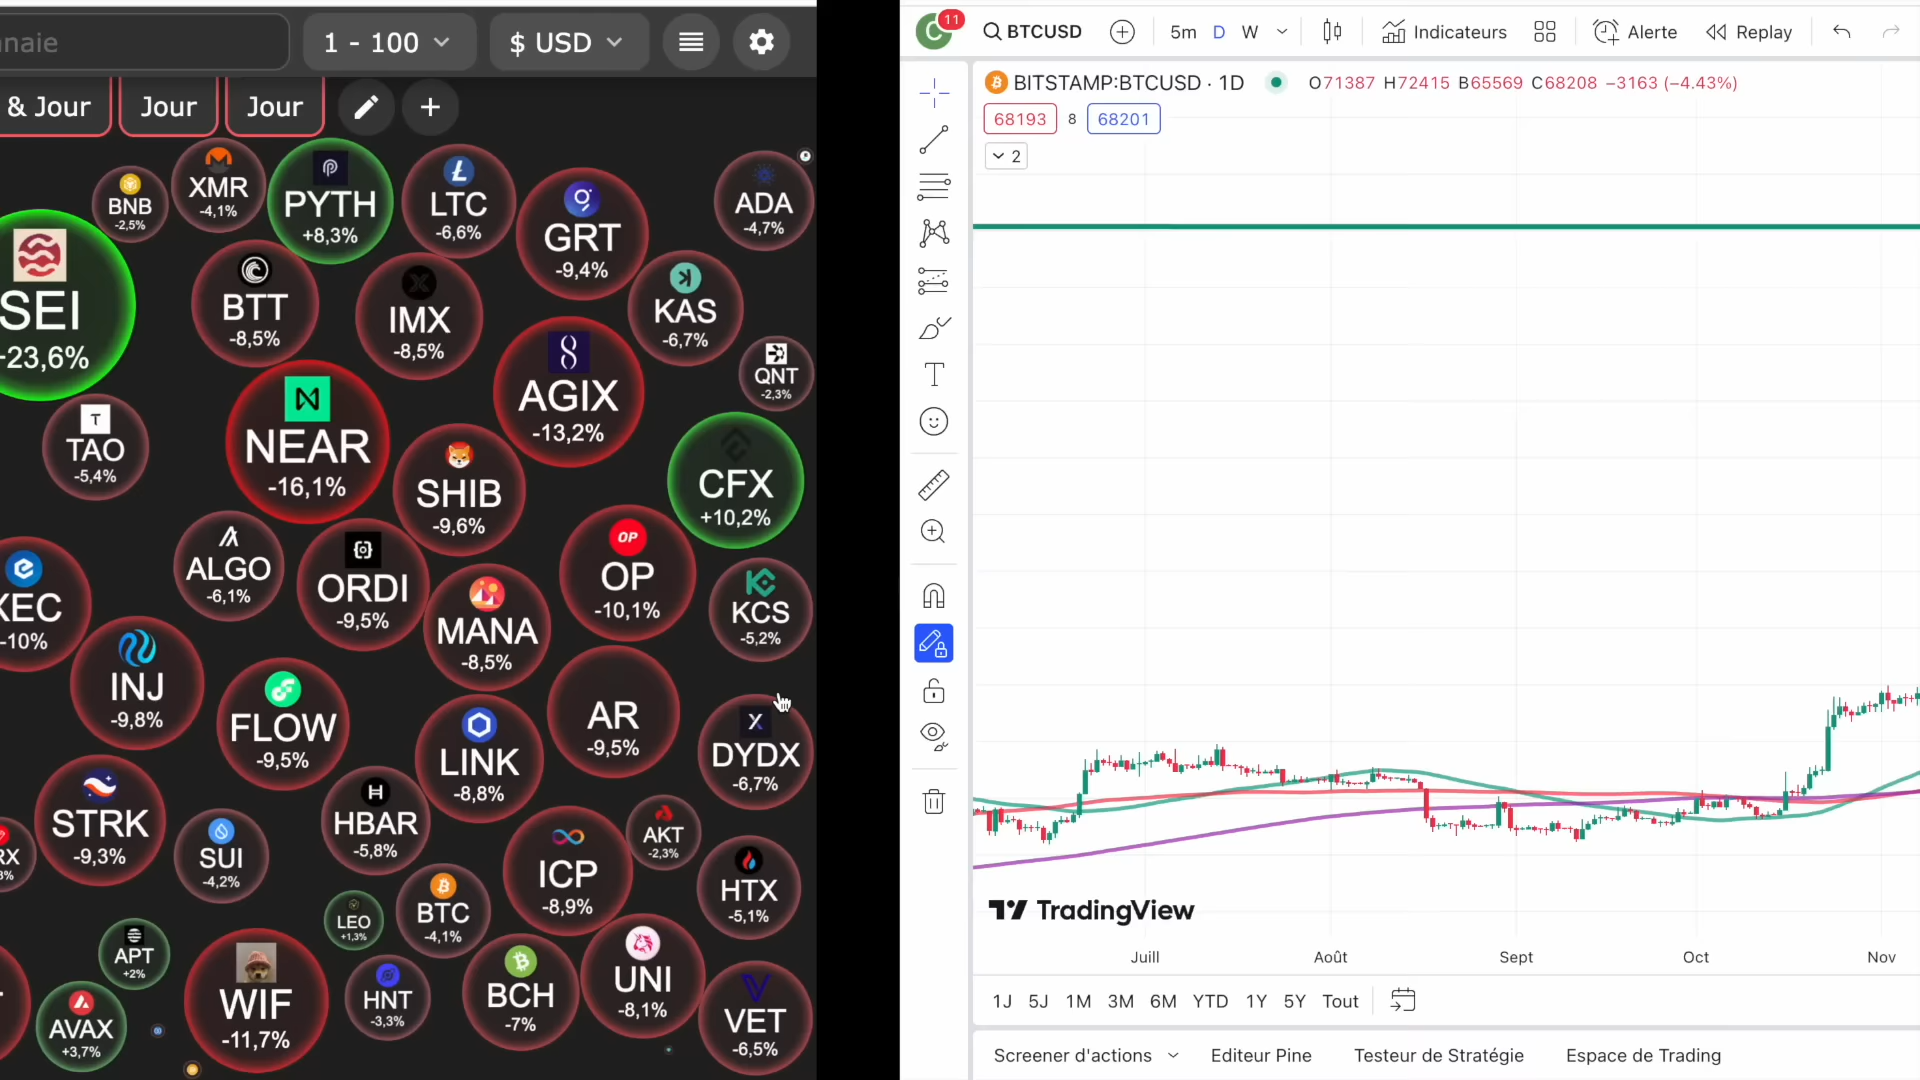 naie
1 - 100
$ USD
& Jour
Jour
Jour
BNB
-2,5%
XMR
-4,1%
PYTH
+8,3%
LTC
-6,6%
GRT
-9,4%
ADA
-4,7%
SEI
-23,6%
BTT
-8,5%
IMX
-8,5%
KAS
-6,7%
AGIX
-13,2%
QNT
-2,3%
T
TAO
-5,4%
NEAR
-16,1%
SHIB
-9,6%
CFX
+10,2%
ALGO
-6,1%
ORDI
-9,5%
OP
OP
-10,1%
KCS
-5,2%
XEC
-10%
INJ
-9,8%
MANA
-8,5%
FLOW
-9,5%
AR
-9,5%
LINK
-8,8%
X
DYDX
-6,7%
STRK
-9,3%
HBAR
-5,8%
SUI
-4,2%
AKT
-2,3%
ICP
-8,9%
HTX
-5,1%
RX
LEO
+1,3%
BTC
-4,1%
APT
+2%
WIF
-11,7%
HNT
-3,3%
BCH
-7%
UNI
-8,1%
VET
-6,5%
AVAX
+3,7%
C
11
BTCUSD
5m
D
W
Indicateurs
Alerte
Replay
BITSTAMP:BTCUSD · 1D
O71387 H72415 B65569 C68208 −3163 (−4.43%)
68193
8
68201
2
TradingView
Juill
Août
Sept
Oct
Nov
1J
5J
1M
3M
6M
YTD
1Y
5Y
Tout
Screener d'actions
Editeur Pine
Testeur de Stratégie
Espace de Trading